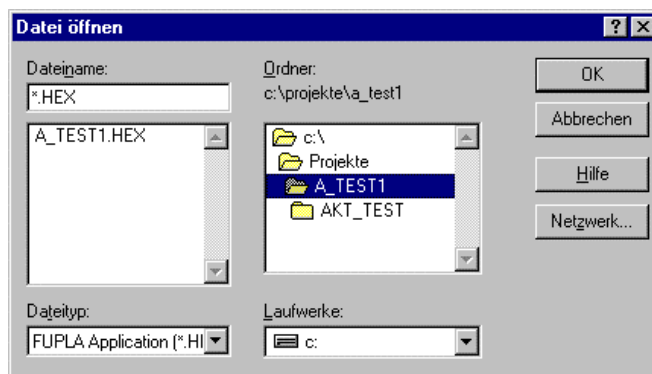 Datei öffnen
Dateiname:
*.HEX
A_TEST1.HEX
Dateityp:
FUPLA Application (*.HI
Ordner:
c:\projekte\a_test1
c:\
Projekte
A_TEST1
AKT_TEST
Laufwerke:
c:
OK
Abbrechen
Hilfe
Netzwerk...